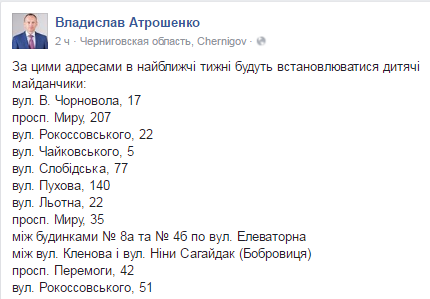 Владислав Атрошенко
2 ч · Черниговская область, Chernigov ·
За цими адресами в найближчі тижні будуть встановлюватися дитячі
майданчики:
вул. В. Чорновола, 17
просп. Миру, 207
вул. Рокоссовського, 22
вул. Чайковського, 5
вул. Слобідська, 77
вул. Пухова, 140
вул. Льотна, 22
просп. Миру, 35
між будинками № 8а та № 4б по вул. Елеваторна
між вул. Кленова і вул. Ніни Сагайдак (Бобровиця)
просп. Перемоги, 42
вул. Рокоссовського, 51